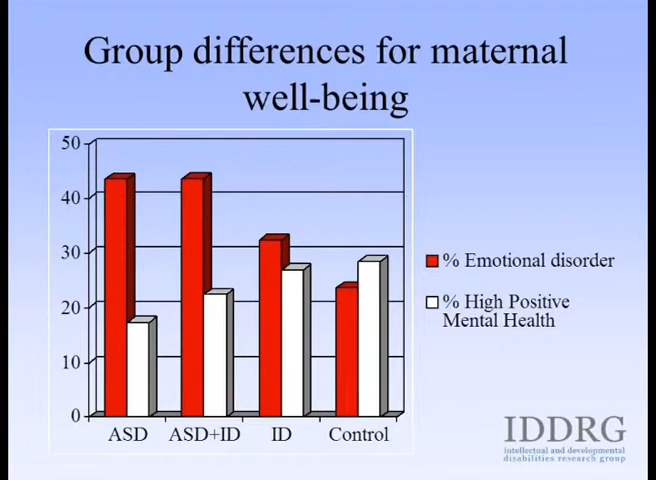 Group differences for maternal
well-being
50
40
30
20
10
0
ASD
ASD+ID
ID
Control
% Emotional disorder
% High Positive
Mental Health
IDDRG
intellectual and developmental
disabilities research group